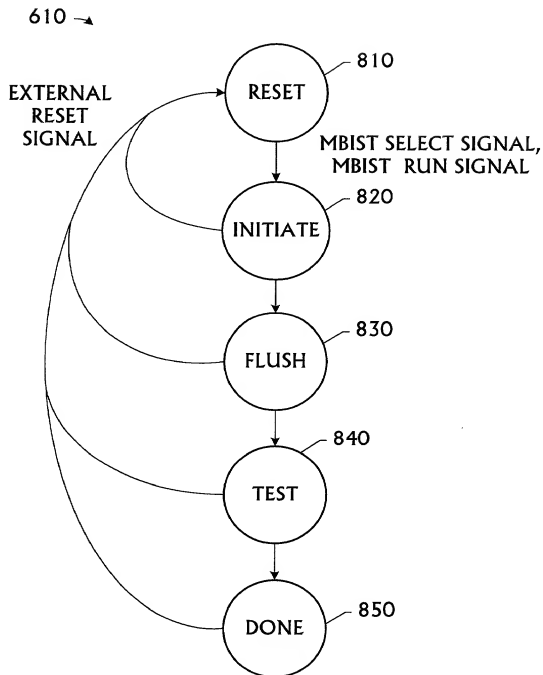 610
810
RESET
EXTERNAL
RESET
SIGNAL
MBIST SELECT SIGNAL,
MBIST RUN SIGNAL
820
INITIATE
830
FLUSH
840
TEST
850
DONE